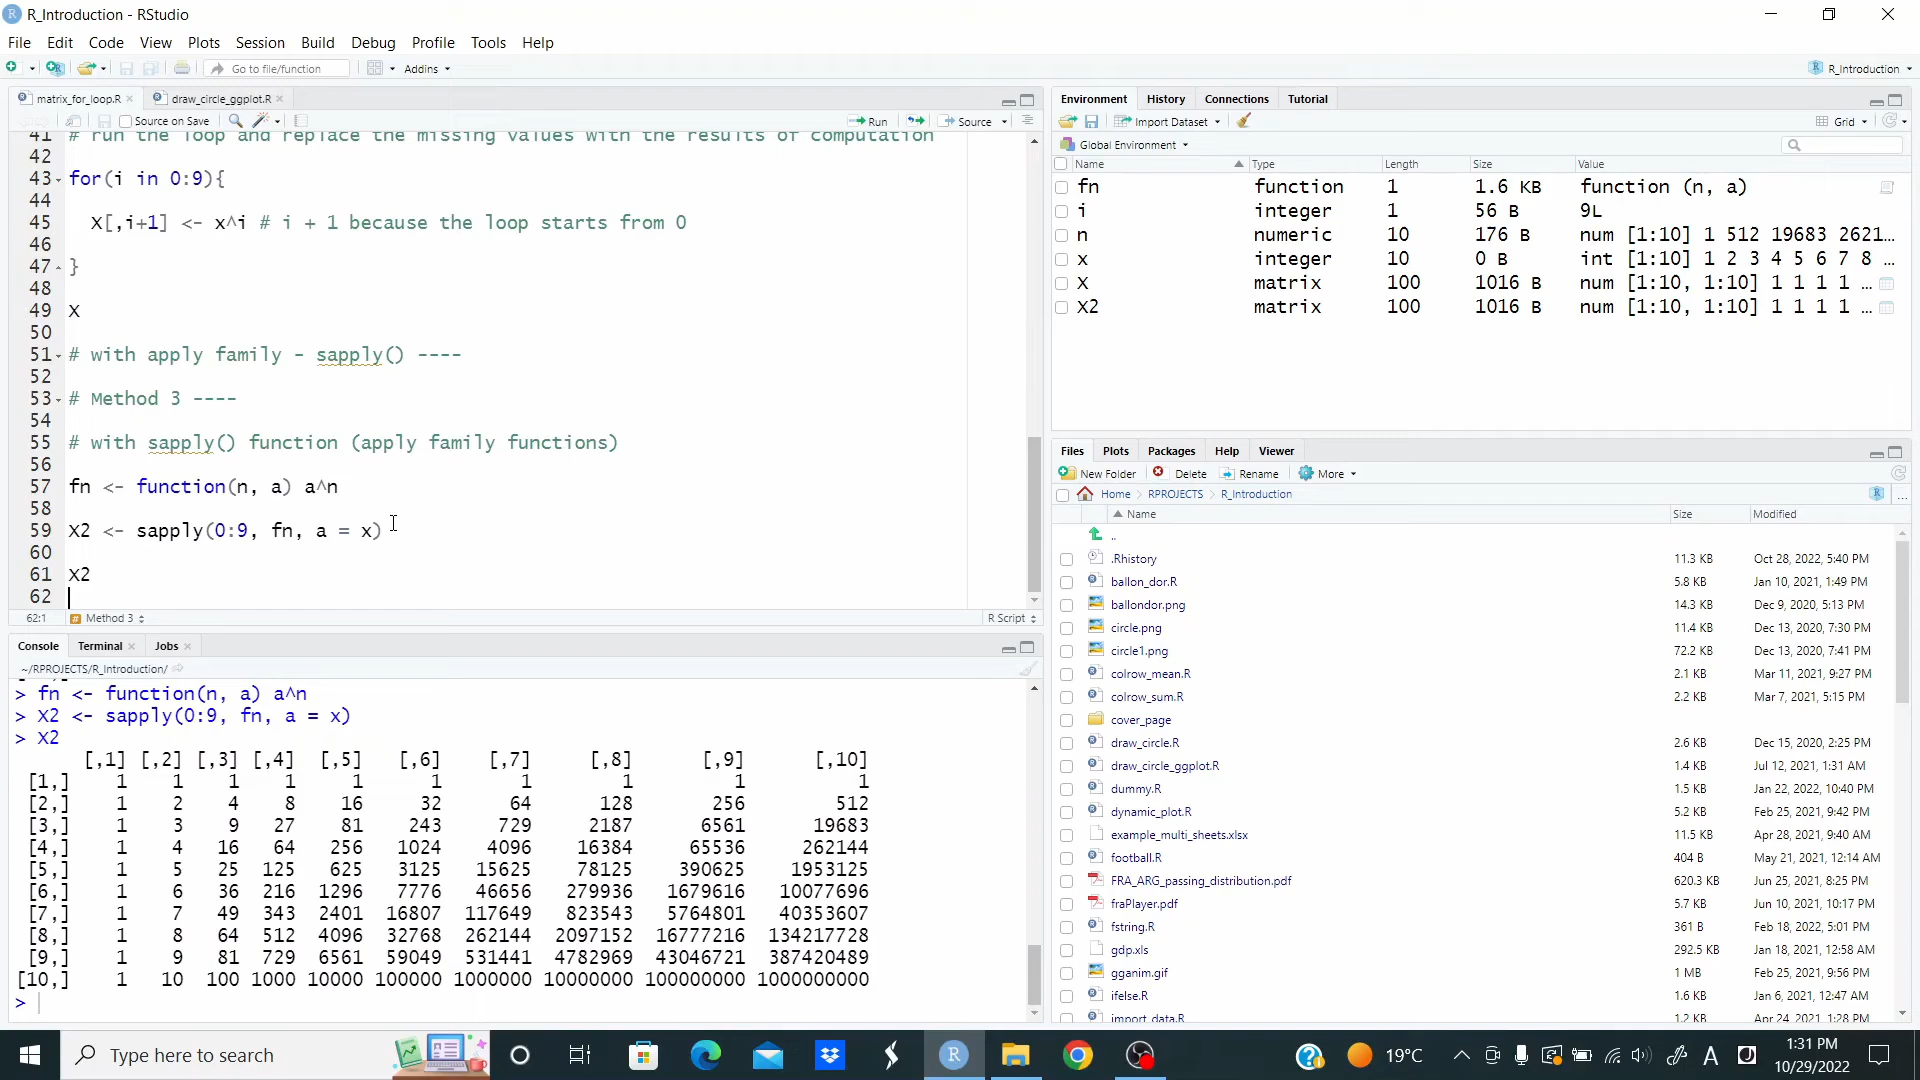 R_Introduction - RStudio
File Edit Code View Plots Session Build Debug Profile Tools Help
Go to file/function Addins R_Introduction
matrix_for_loop.R draw_circle_ggplot.R
Source on Save Run Source
41 # run the loop and replace the missing values with the results of computation
42
43 for(i in 0:9){
44
45 X[,i+1] <- x^i # i + 1 because the loop starts from 0
46
47 }
48
49 X
50
51 # with apply family - sapply() ----
52
53 # Method 3 ----
54
55 # with sapply() function (apply family functions)
56
57 fn <- function(n, a) a^n
58
59 X2 <- sapply(0:9, fn, a = x)
60
61 X2
62
62:1 Method 3 R Script
Console Terminal Jobs
~/RPROJECTS/R_Introduction/
> fn <- function(n, a) a^n
> X2 <- sapply(0:9, fn, a = x)
> X2
[,1] [,2] [,3] [,4] [,5] [,6] [,7] [,8] [,9] [,10]
[1,] 1 1 1 1 1 1 1 1 1 1
[2,] 1 2 4 8 16 32 64 128 256 512
[3,] 1 3 9 27 81 243 729 2187 6561 19683
[4,] 1 4 16 64 256 1024 4096 16384 65536 262144
[5,] 1 5 25 125 625 3125 15625 78125 390625 1953125
[6,] 1 6 36 216 1296 7776 46656 279936 1679616 10077696
[7,] 1 7 49 343 2401 16807 117649 823543 5764801 40353607
[8,] 1 8 64 512 4096 32768 262144 2097152 16777216 134217728
[9,] 1 9 81 729 6561 59049 531441 4782969 43046721 387420489
[10,] 1 10 100 1000 10000 100000 1000000 10000000 100000000 1000000000
>
Environment History Connections Tutorial
Import Dataset Grid
Global Environment
Name Type Length Size Value
fn function 1 1.6 KB function (n, a)
i integer 1 56 B 9L
n numeric 10 176 B num [1:10] 1 512 19683 2621…
x integer 10 0 B int [1:10] 1 2 3 4 5 6 7 8 …
X matrix 100 1016 B num [1:10, 1:10] 1 1 1 1 …
X2 matrix 100 1016 B num [1:10, 1:10] 1 1 1 1 …
Files Plots Packages Help Viewer
New Folder Delete Rename More
Home RPROJECTS R_Introduction ...
Name Size Modified
..
.Rhistory 11.3 KB Oct 28, 2022, 5:40 PM
ballon_dor.R 5.8 KB Jan 10, 2021, 1:49 PM
ballondor.png 14.3 KB Dec 9, 2020, 5:13 PM
circle.png 11.4 KB Dec 13, 2020, 7:30 PM
circle1.png 72.2 KB Dec 13, 2020, 7:41 PM
colrow_mean.R 2.1 KB Mar 11, 2021, 9:27 PM
colrow_sum.R 2.2 KB Mar 7, 2021, 5:15 PM
cover_page
draw_circle.R 2.6 KB Dec 15, 2020, 2:25 PM
draw_circle_ggplot.R 1.4 KB Jul 12, 2021, 1:31 AM
dummy.R 1.5 KB Jan 22, 2022, 10:40 PM
dynamic_plot.R 5.2 KB Feb 25, 2021, 9:42 PM
example_multi_sheets.xlsx 11.5 KB Apr 28, 2021, 9:40 AM
football.R 404 B May 21, 2021, 12:14 AM
FRA_ARG_passing_distribution.pdf 620.3 KB Jun 25, 2021, 8:25 PM
fraPlayer.pdf 5.7 KB Jun 10, 2021, 10:17 PM
fstring.R 361 B Feb 18, 2022, 5:01 PM
gdp.xls 292.5 KB Jan 18, 2021, 12:58 AM
gganim.gif 1 MB Feb 25, 2021, 9:56 PM
ifelse.R 1.6 KB Jan 6, 2021, 12:47 AM
import_data.R 1.2 KB Apr 24, 2021, 1:28 PM
Type here to search
19°C
1:31 PM
10/29/2022